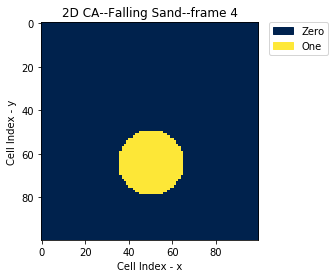 2D CA--Falling Sand--frame 4
Zero
One
0
20
40
60
80
Cell Index - y
0
20
40
60
80
Cell Index - x